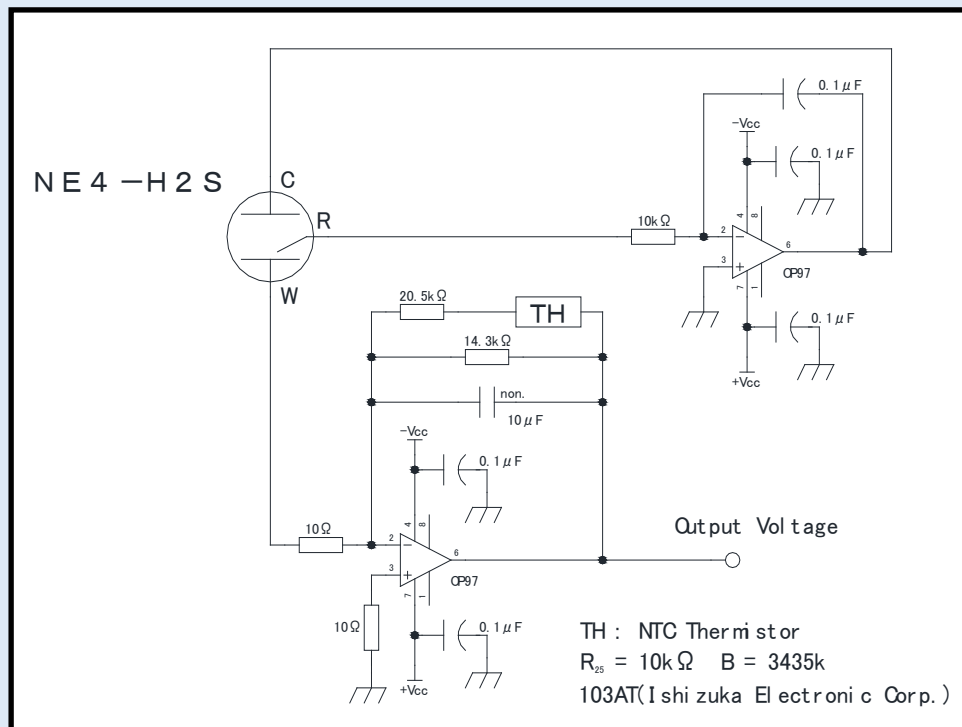 0.1μF
-Vcc
0.1μF
NE4-H2S
C
R
10kΩ
4
8
2
6
3
OP97
7
1
W
20.5kΩ
TH
0.1μF
14.3kΩ
+Vcc
non.
10μF
-Vcc
0.1μF
Output Voltage
10Ω
4
8
2
6
3
OP97
7
1
10Ω
0.1μF
+Vcc
TH : NTC Thermistor
R₂₅ = 10kΩ B = 3435k
103AT(Ishizuka Electronic Corp.)